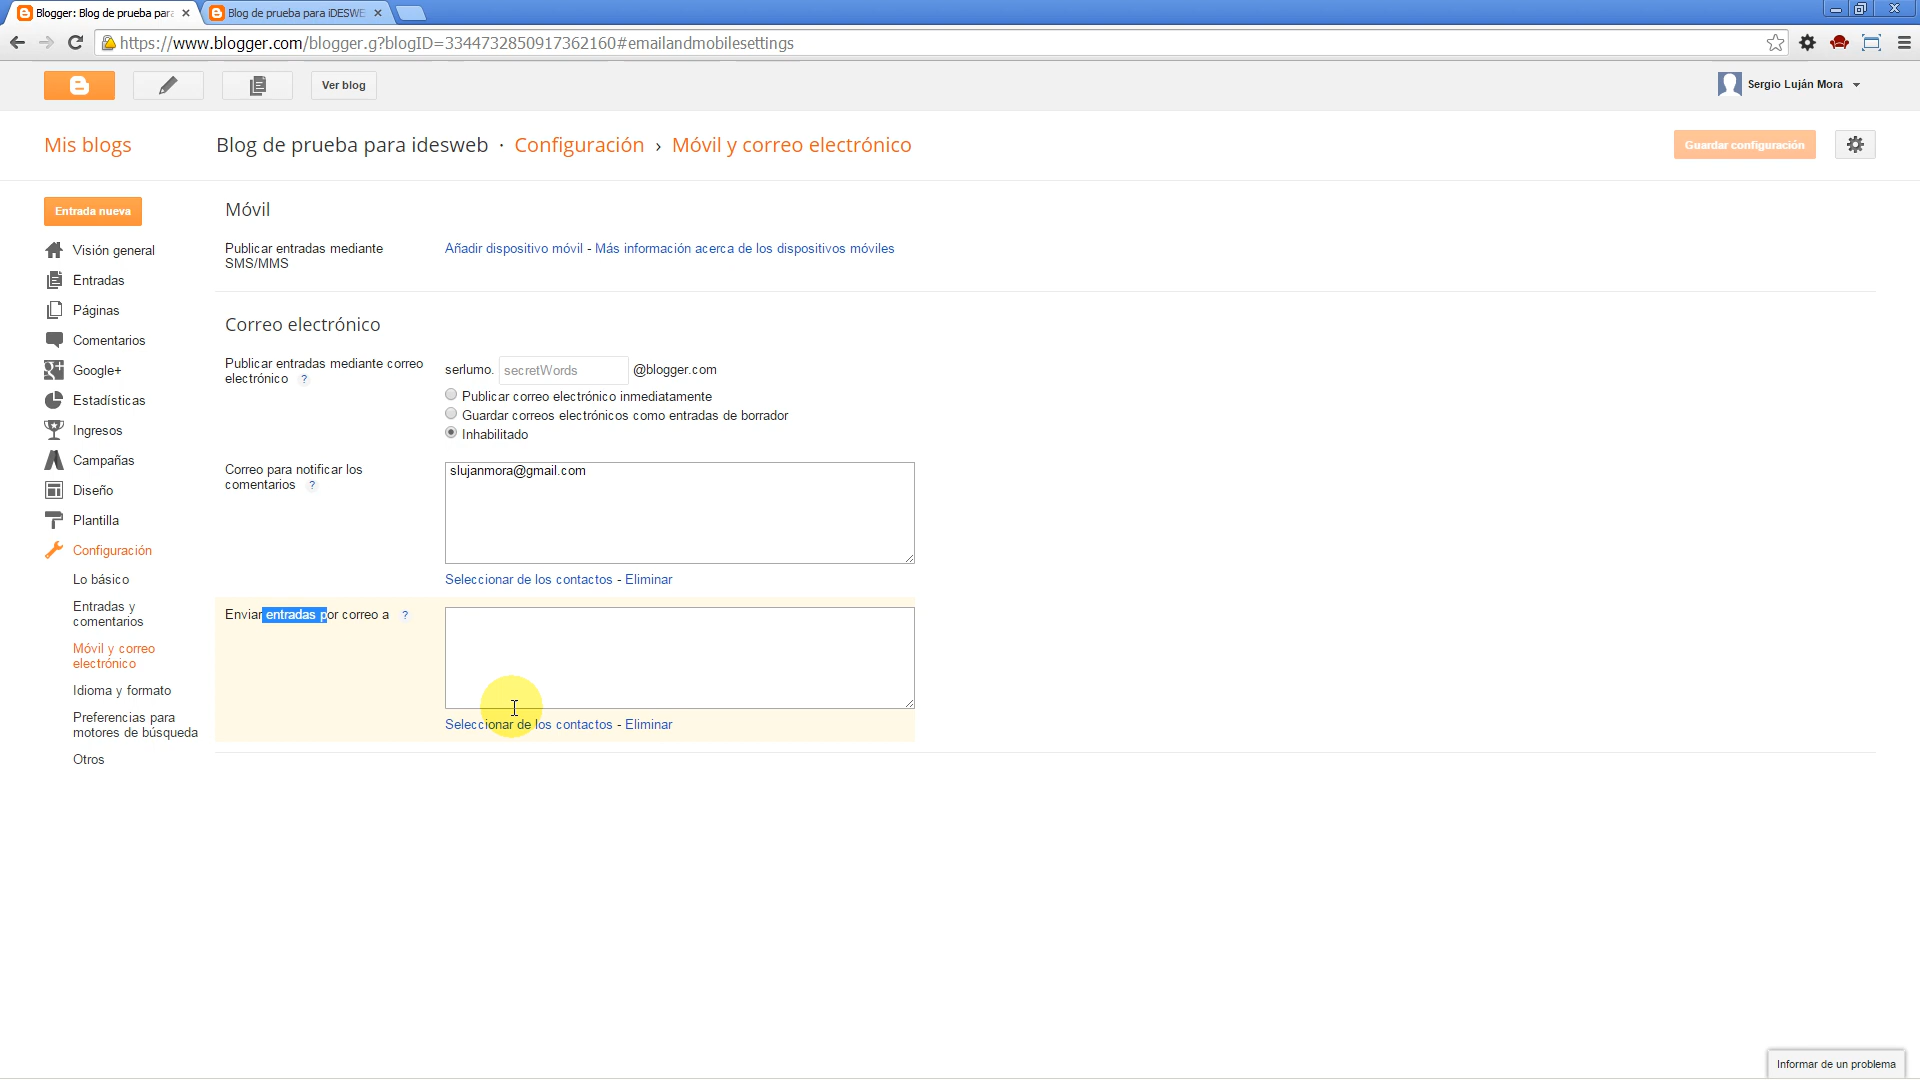 Blogger: Blog de prueba para
Blog de prueba para iDESWE
https://www.blogger.com/blogger.g?blogID=3344732850917362160#emailandmobilesettings
Ver blog
Sergio Luján Mora
Mis blogs
Blog de prueba para idesweb · Configuración › Móvil y correo electrónico
Guardar configuración
Entrada nueva
Visión general
Entradas
Páginas
Comentarios
Google+
Estadísticas
Ingresos
Campañas
Diseño
Plantilla
Configuración
Lo básico
Entradas y
comentarios
Móvil y correo
electrónico
Idioma y formato
Preferencias para
motores de búsqueda
Otros
Móvil
Publicar entradas mediante
SMS/MMS
Añadir dispositivo móvil - Más información acerca de los dispositivos móviles
Correo electrónico
Publicar entradas mediante correo
electrónico ?
serlumo. secretWords @blogger.com
Publicar correo electrónico inmediatamente
Guardar correos electrónicos como entradas de borrador
Inhabilitado
Correo para notificar los
comentarios ?
slujanmora@gmail.com
Seleccionar de los contactos - Eliminar
Enviar entradas por correo a ?
Seleccionar de los contactos - Eliminar
Informar de un problema